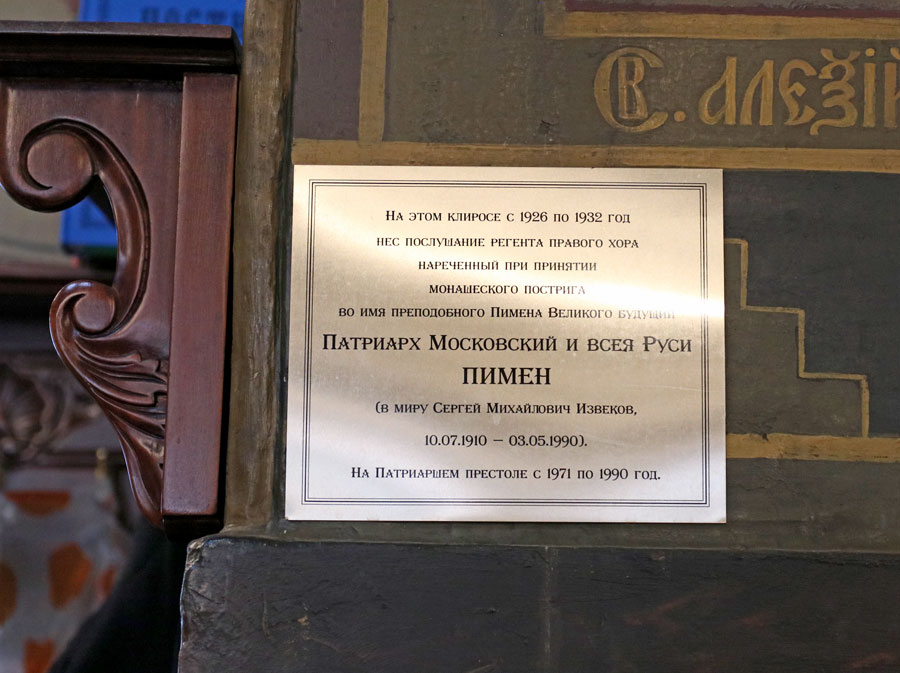 св. алеѯій
На этом клиросе с 1926 по 1932 год
нес послушание регента правого хора
нареченный при принятии
монашеского пострига
во имя преподобного Пимена Великого будущий
Патриарх Московский и всея Руси
ПИМЕН
(в миру Сергей Михайлович Извеков,
10.07.1910 – 03.05.1990).
На Патриаршем престоле с 1971 по 1990 год.